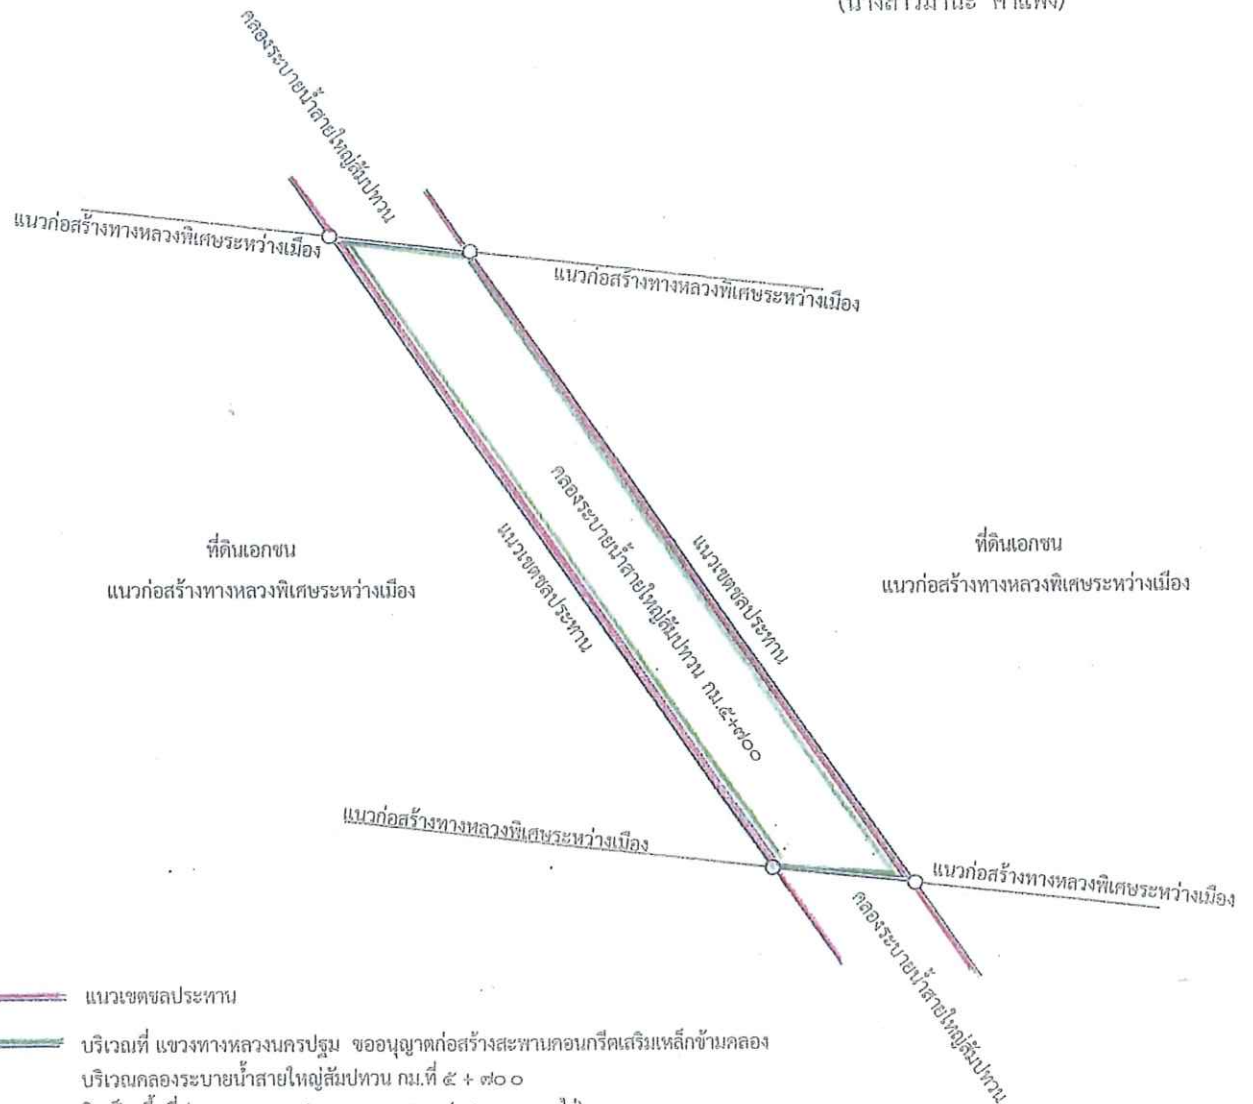 คลองระบายน้ำสายใหญ่สัมปทวน
แนวก่อสร้างทางหลวงพิเศษระหว่างเมือง
แนวก่อสร้างทางหลวงพิเศษระหว่างเมือง
ที่ดินเอกชน
แนวก่อสร้างทางหลวงพิเศษระหว่างเมือง
แนวเขตชลประทาน
คลองระบายน้ำสายใหญ่สัมปทวน กม.๕+๗๐๐
แนวเขตชลประทาน
ที่ดินเอกชน
แนวก่อสร้างทางหลวงพิเศษระหว่างเมือง
แนวก่อสร้างทางหลวงพิเศษระหว่างเมือง
แนวก่อสร้างทางหลวงพิเศษระหว่างเมือง
คลองระบายน้ำสายใหญ่สัมปทวน
แนวเขตชลประทาน
บริเวณที่ แขวงทางหลวงนครปฐม ขออนุญาตก่อสร้างสะพานคอนกรีตเสริมเหล็กข้ามคลอง
บริเวณคลองระบายน้ำสายใหญ่สัมปทวน กม.ที่ ๕ + ๗๐๐